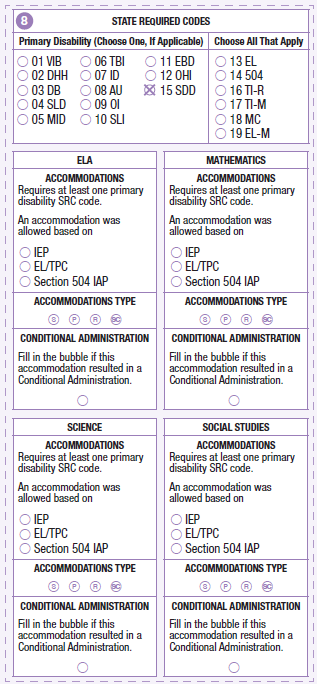 8 STATE REQUIRED CODES
Primary Disability (Choose One, If Applicable) Choose All That Apply
01 VIB 06 TBI 11 EBD 13 EL
02 DHH 07 ID 12 OHI 14 504
03 DB 08 AU 15 SDD 16 TI-R
04 SLD 09 OI 17 TI-M
05 MID 10 SLI 18 MC
19 EL-M
ELA
ACCOMMODATIONS
Requires at least one primary
disability SRC code.
An accommodation was
allowed based on
IEP
EL/TPC
Section 504 IAP
ACCOMMODATIONS TYPE
S P R SC
CONDITIONAL ADMINISTRATION
Fill in the bubble if this
accommodation resulted in a
Conditional Administration.
MATHEMATICS
ACCOMMODATIONS
Requires at least one primary
disability SRC code.
An accommodation was
allowed based on
IEP
EL/TPC
Section 504 IAP
ACCOMMODATIONS TYPE
S P R SC
CONDITIONAL ADMINISTRATION
Fill in the bubble if this
accommodation resulted in a
Conditional Administration.
SCIENCE
ACCOMMODATIONS
Requires at least one primary
disability SRC code.
An accommodation was
allowed based on
IEP
EL/TPC
Section 504 IAP
ACCOMMODATIONS TYPE
S P R SC
CONDITIONAL ADMINISTRATION
Fill in the bubble if this
accommodation resulted in a
Conditional Administration.
SOCIAL STUDIES
ACCOMMODATIONS
Requires at least one primary
disability SRC code.
An accommodation was
allowed based on
IEP
EL/TPC
Section 504 IAP
ACCOMMODATIONS TYPE
S P R SC
CONDITIONAL ADMINISTRATION
Fill in the bubble if this
accommodation resulted in a
Conditional Administration.